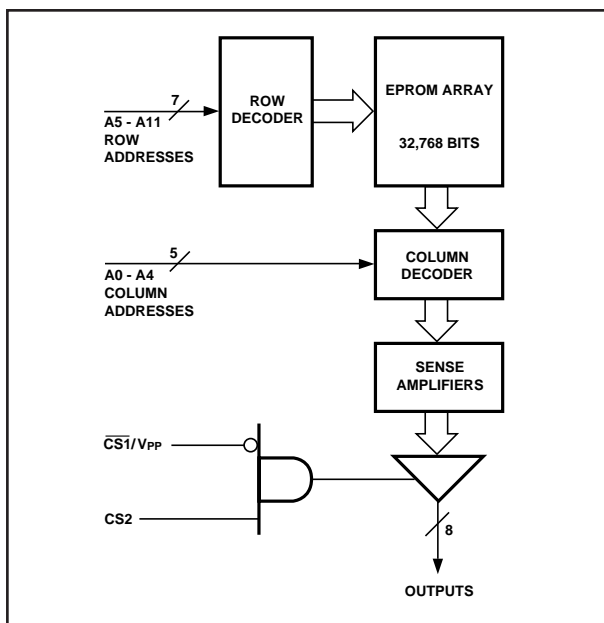 7
A5 - A11
ROW
ADDRESSES
ROW
DECODER
EPROM ARRAY
32,768 BITS
5
A0 - A4
COLUMN
ADDRESSES
COLUMN
DECODER
SENSE
AMPLIFIERS
C̅S̅1̅/VPP
CS2
8
OUTPUTS